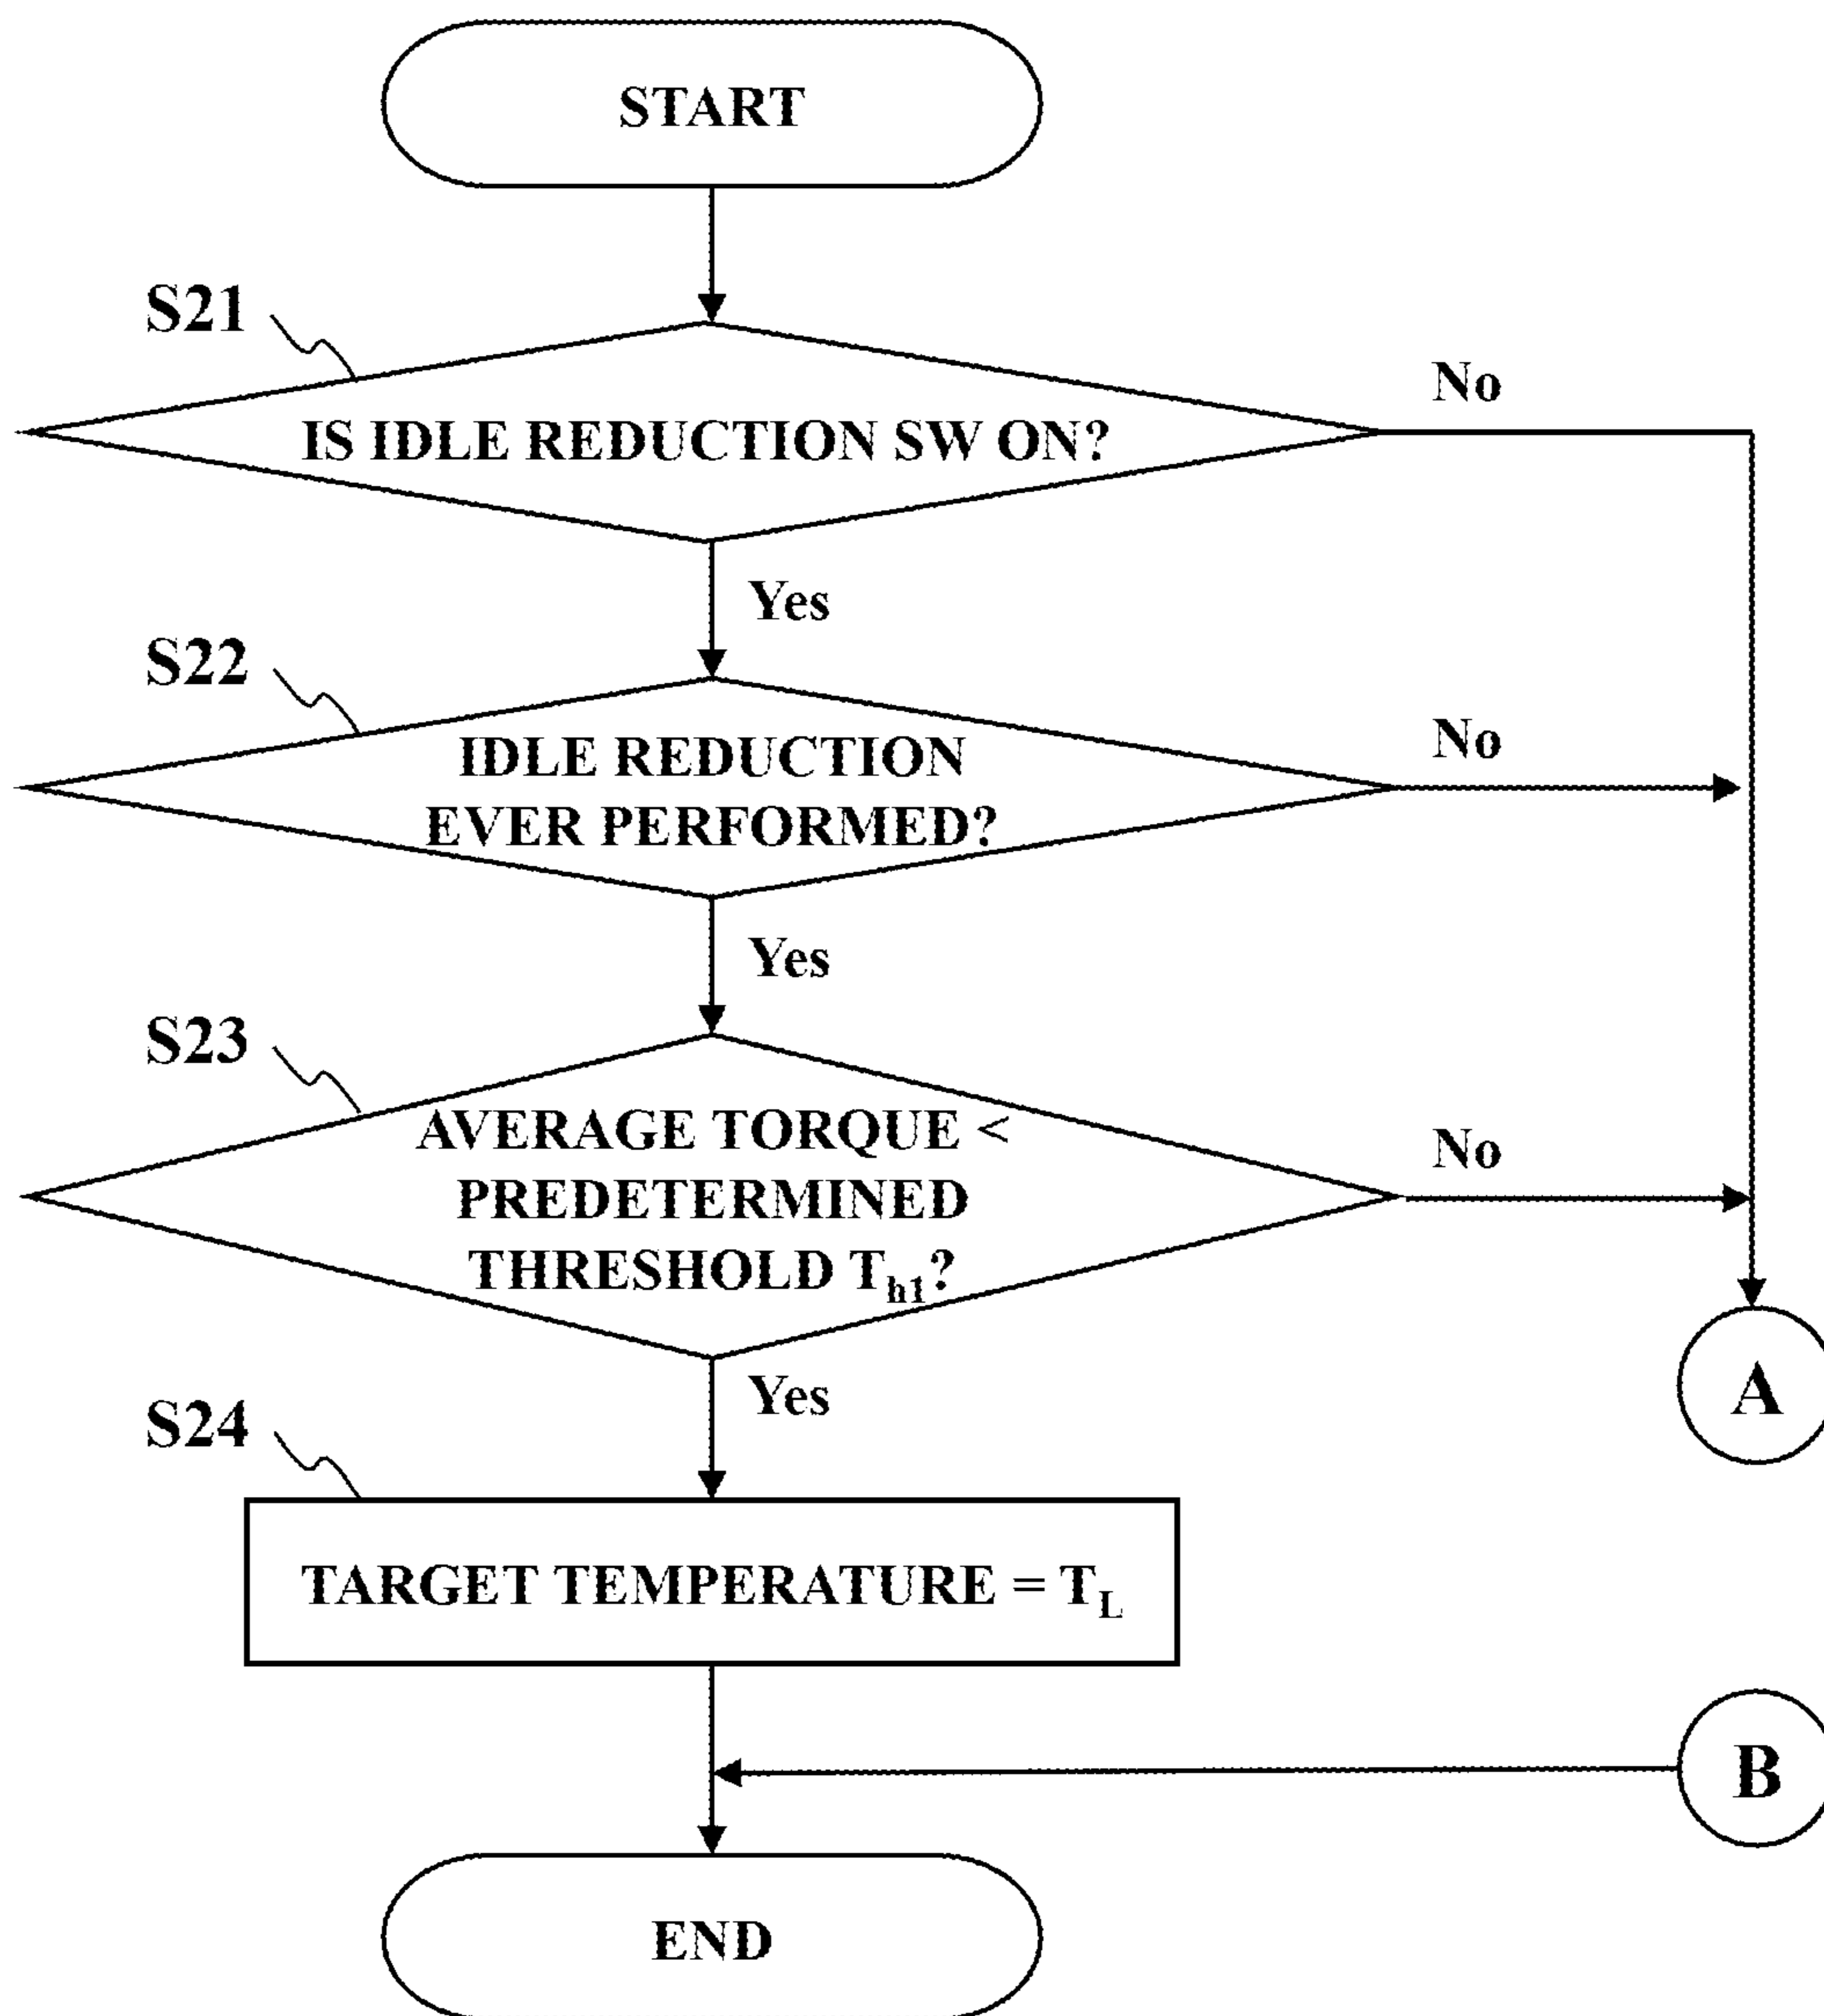 START
S21
No
IS IDLE REDUCTION SW ON?
Yes
S22
No
IDLE REDUCTION
EVER PERFORMED?
Yes
S23
AVERAGE TORQUE <
No
PREDETERMINED
THRESHOLD Th1?
A
Yes
S24
TARGET TEMPERATURE = TL
B
END